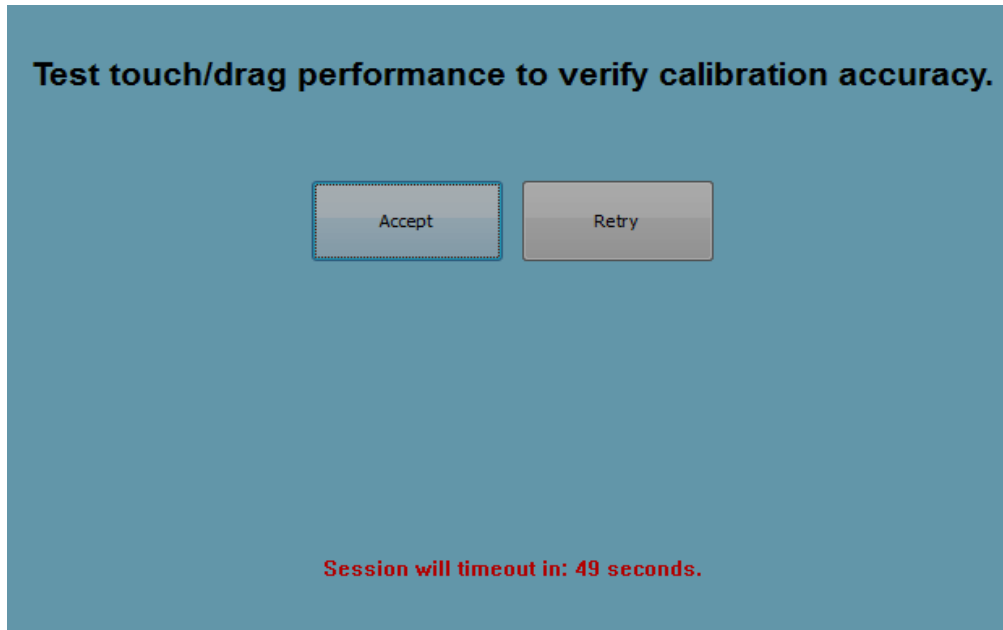 Test touch/drag performance to verify calibration accuracy.
Accept
Retry
Session will timeout in: 49 seconds.